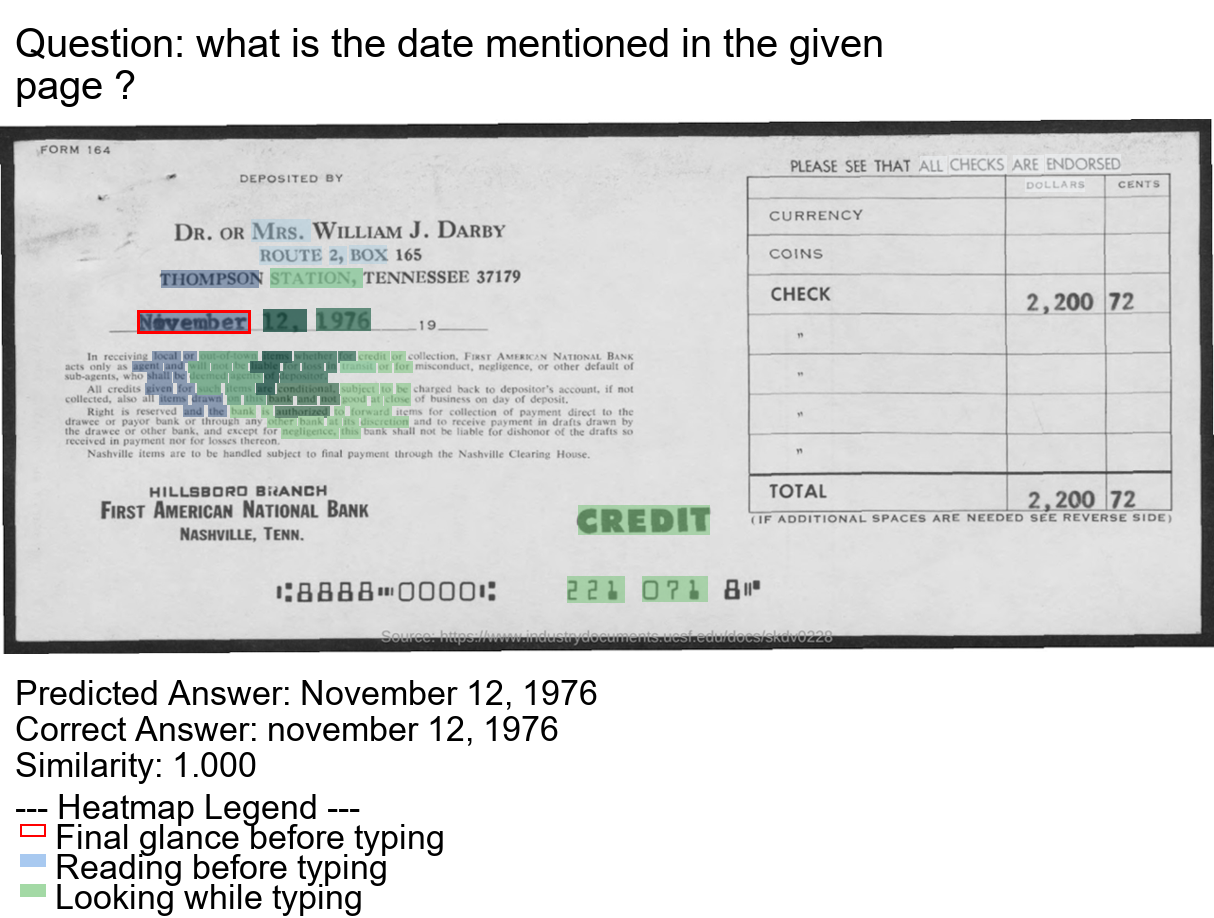 Question: what is the date mentioned in the given
page ?
FORM 164
DEPOSITED BY
DR. OR MRS. WILLIAM J. DARBY
ROUTE 2, BOX 165
THOMPSON STATION, TENNESSEE 37179
November 12, 1976 19
In receiving local or out-of-town items whether for credit or collection, FIRST AMERICAN NATIONAL BANK
acts only as agent and will not be liable for loss in transit or for misconduct, negligence, or other default of
sub-agents, who shall be deemed agents of depositor.
All credits given for such items are conditional, subject to be charged back to depositor's account, if not
collected, also all items drawn on this bank and not good at close of business on day of deposit.
Right is reserved and the bank is authorized to forward items for collection of payment direct to the
drawee or payor bank or through any other bank at its discretion and to receive payment in drafts drawn by
the drawee or other bank, and except for negligence, this bank shall not be liable for dishonor of the drafts so
received in payment nor for losses thereon.
Nashville items are to be handled subject to final payment through the Nashville Clearing House.
HILLSBORO BRANCH
FIRST AMERICAN NATIONAL BANK
NASHVILLE, TENN.
PLEASE SEE THAT ALL CHECKS ARE ENDORSED
DOLLARS CENTS
CURRENCY
COINS
CHECK 2,200 72
"
"
"
"
TOTAL 2,200 72
(IF ADDITIONAL SPACES ARE NEEDED SEE REVERSE SIDE)
CREDIT
⑆8888⑉0000⑆ 221 071 8⑈
Source: https://www.industrydocuments.ucsf.edu/docs/skdv0228
Predicted Answer: November 12, 1976
Correct Answer: november 12, 1976
Similarity: 1.000
--- Heatmap Legend ---
Final glance before typing
Reading before typing
Looking while typing